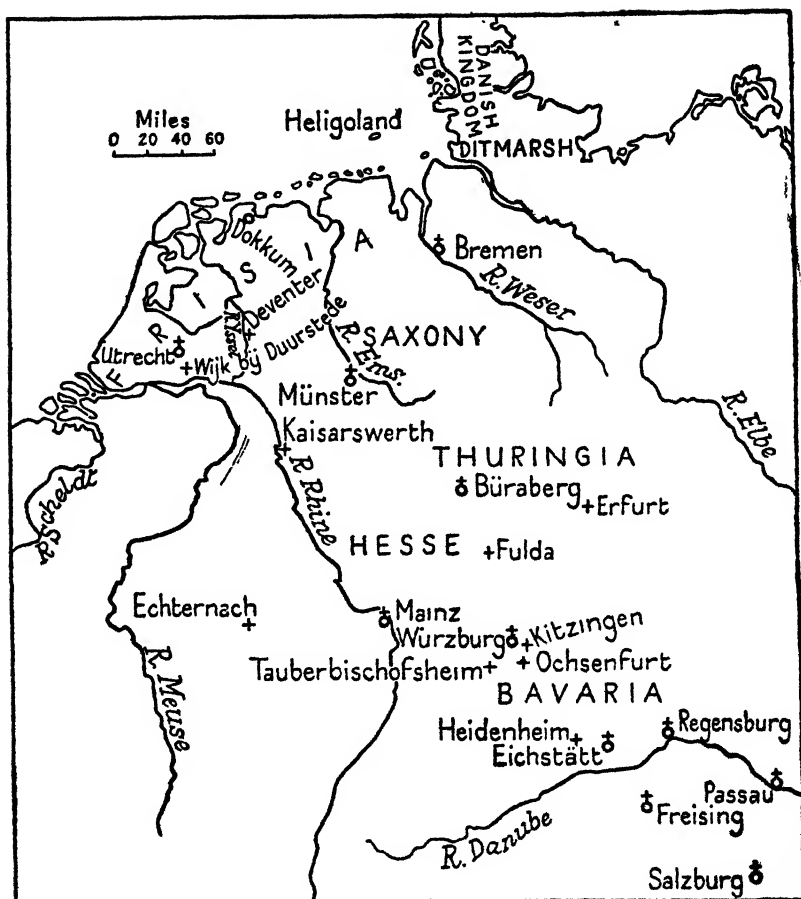 DANISH
KINGDOM
Miles
0 20 40 60
Heligoland
DITMARSH
Dokkum
FRISIA
Bremen
R. Weser
Deventer
R. Yssel
Utrecht
Wijk bij Duurstede
R. Ems.
SAXONY
Münster
R. Elbe
Kaisarswerth
THURINGIA
R. Scheldt
R Rhine
Büraberg
Erfurt
HESSE
Fulda
Echternach
Mainz
Würzburg
Kitzingen
Tauberbischofsheim
Ochsenfurt
R. Meuse
BAVARIA
Heidenheim
Regensburg
Eichstätt
Passau
Freising
R. Danube
Salzburg